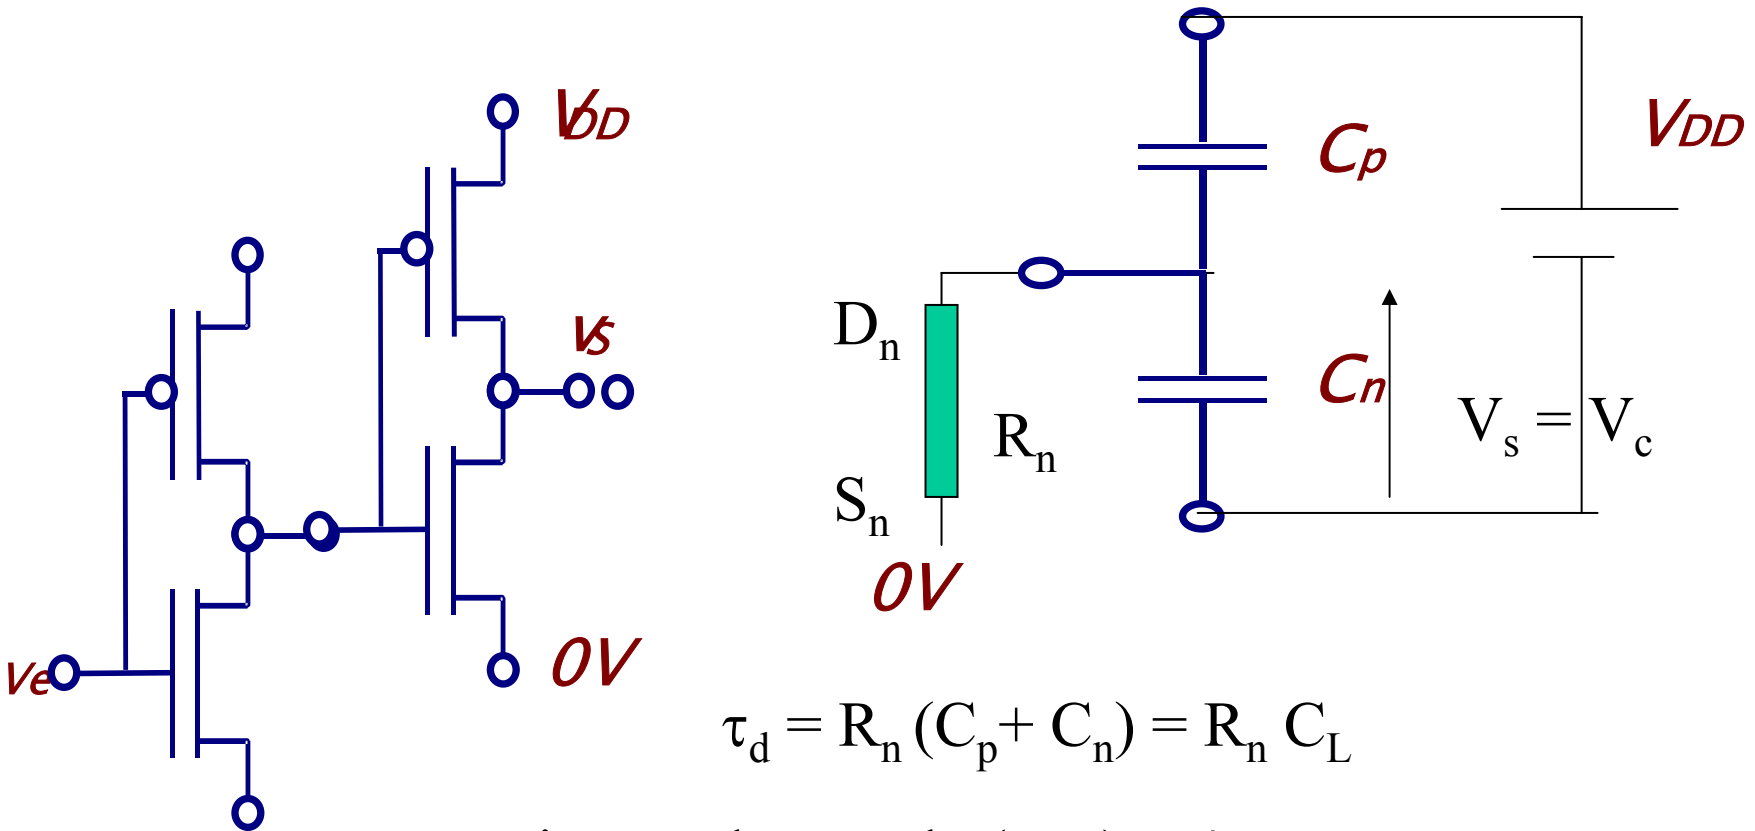 VDD
VDD
Cp
VS
Dn
Cn
Vs = Vc
Rn
Sn
0V
Ve
0V
τd = Rn (Cp+ Cn) = Rn CL